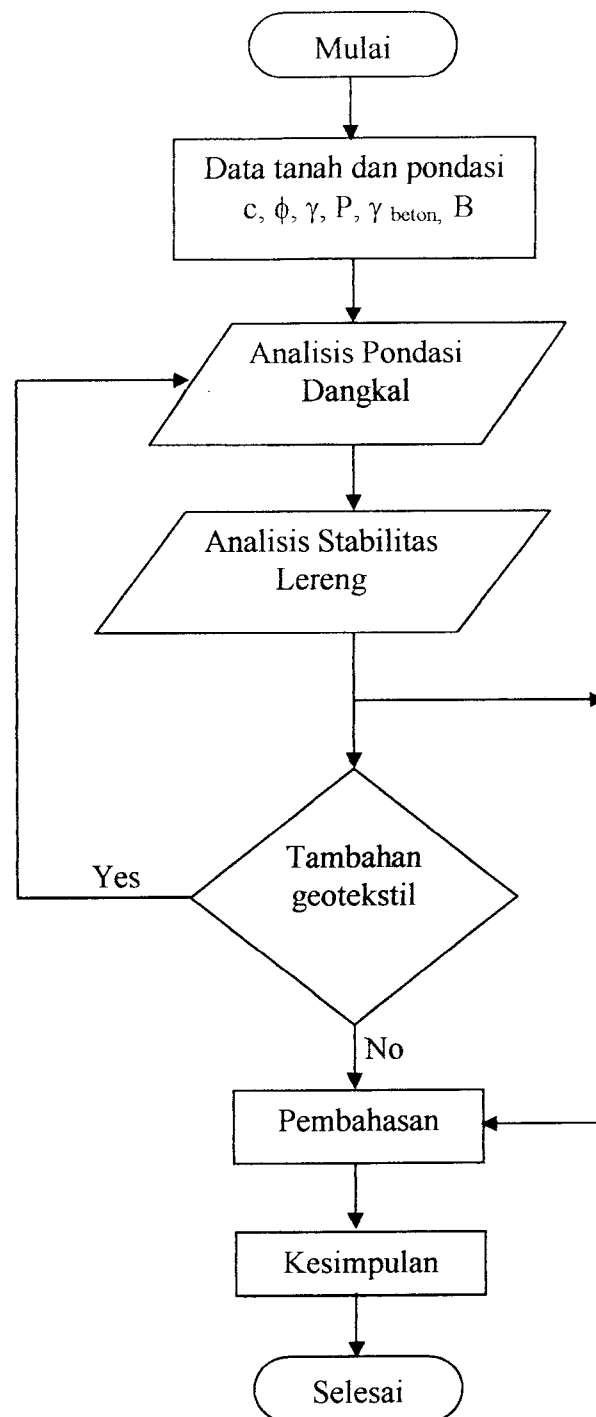 Mulai
Data tanah dan pondasi
c, ϕ, γ, P, γ beton, B
Analisis Pondasi
Dangkal
Analisis Stabilitas
Lereng
Tambahan
geotekstil
Yes
No
Pembahasan
Kesimpulan
Selesai